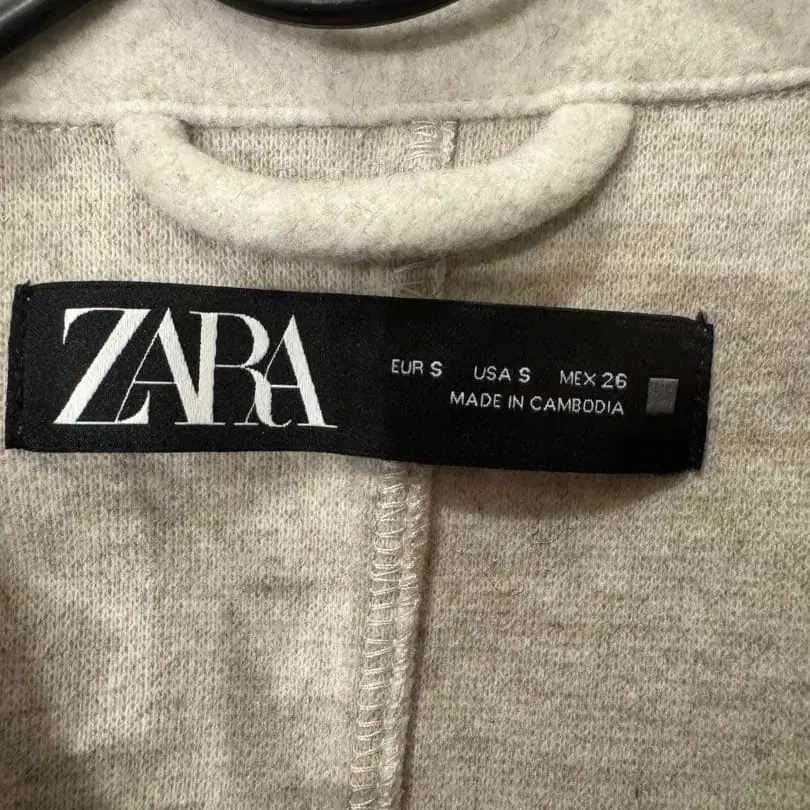 ZARA
EUR S USA S MEX 26
MADE IN CAMBODIA